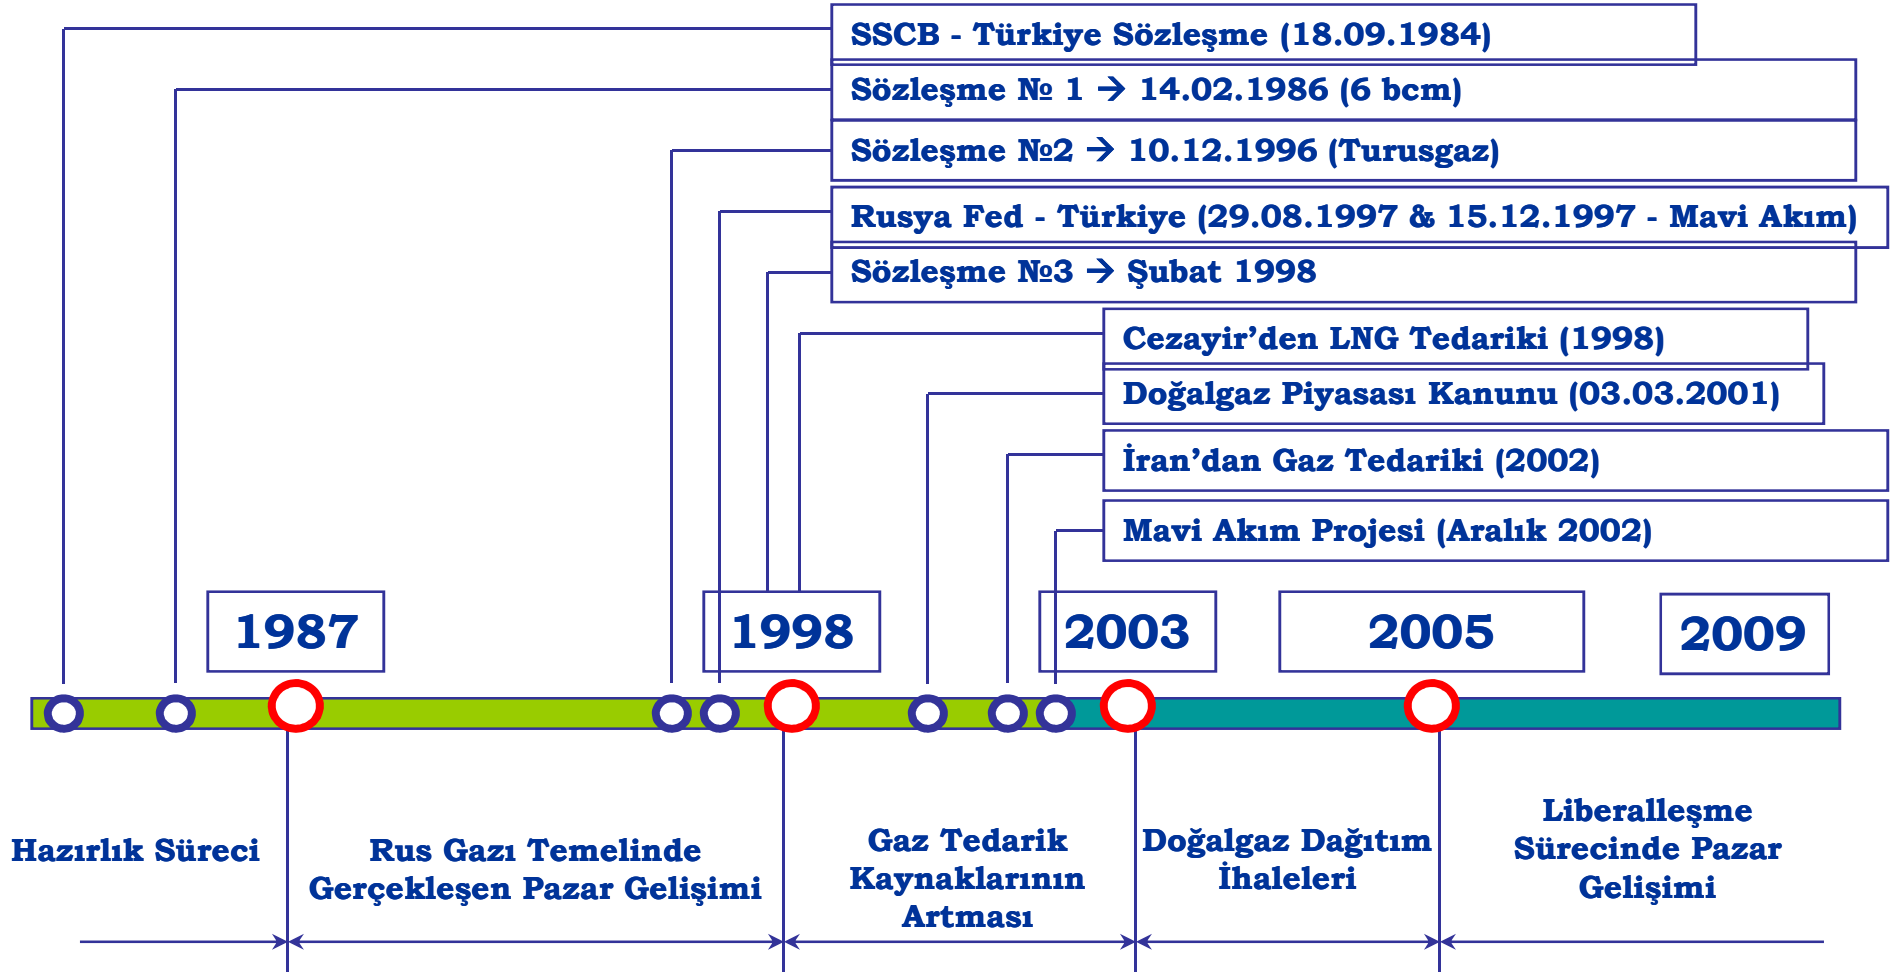 SSCB - Türkiye Sözleşme (18.09.1984)
Sözleşme № 1 → 14.02.1986 (6 bcm)
Sözleşme №2 → 10.12.1996 (Turusgaz)
Rusya Fed - Türkiye (29.08.1997 & 15.12.1997 - Mavi Akım)
Sözleşme №3 → Şubat 1998
Cezayir’den LNG Tedariki (1998)
Doğalgaz Piyasası Kanunu (03.03.2001)
İran’dan Gaz Tedariki (2002)
Mavi Akım Projesi (Aralık 2002)
1987
1998
2003
2005
2009
Hazırlık Süreci
Rus Gazı Temelinde
Gerçekleşen Pazar Gelişimi
Gaz Tedarik
Kaynaklarının
Artması
Doğalgaz Dağıtım
İhaleleri
Liberalleşme
Sürecinde Pazar
Gelişimi